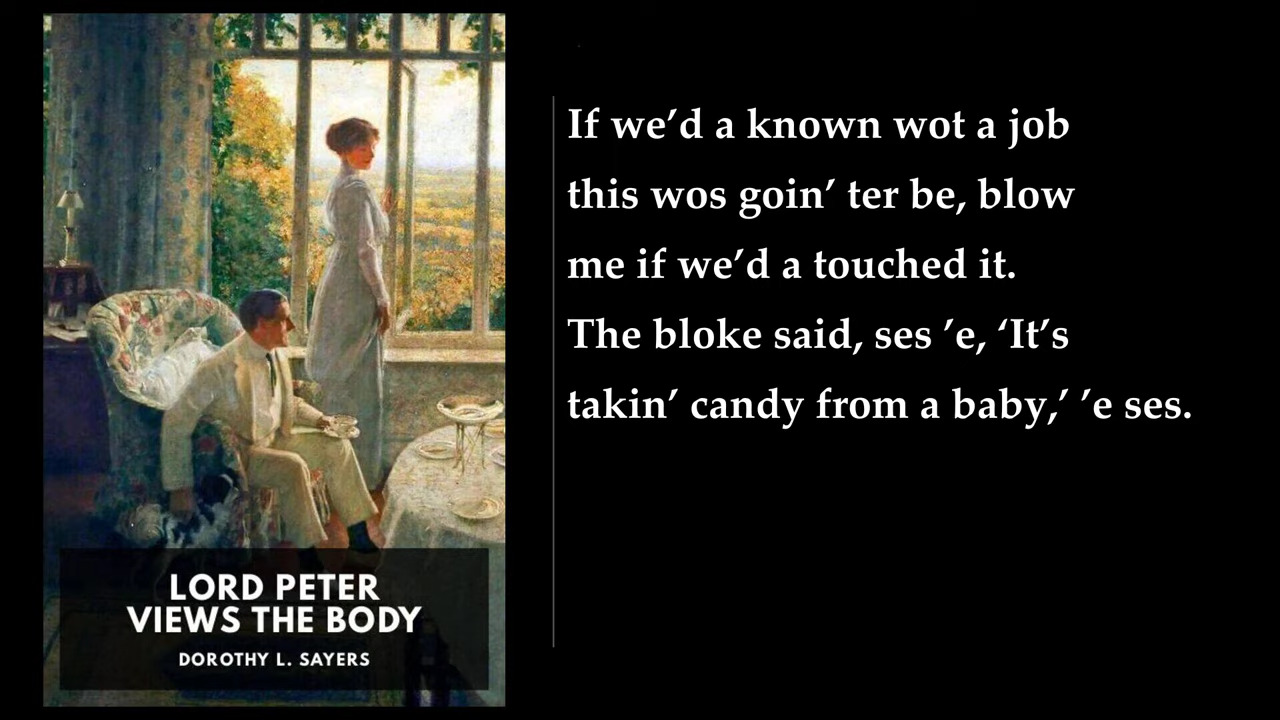 If we’d a known wot a job
this wos goin’ ter be, blow
me if we’d a touched it.
The bloke said, ses ’e, ‘It’s
takin’ candy from a baby,’ ’e ses.
LORD PETER
VIEWS THE BODY
DOROTHY L. SAYERS